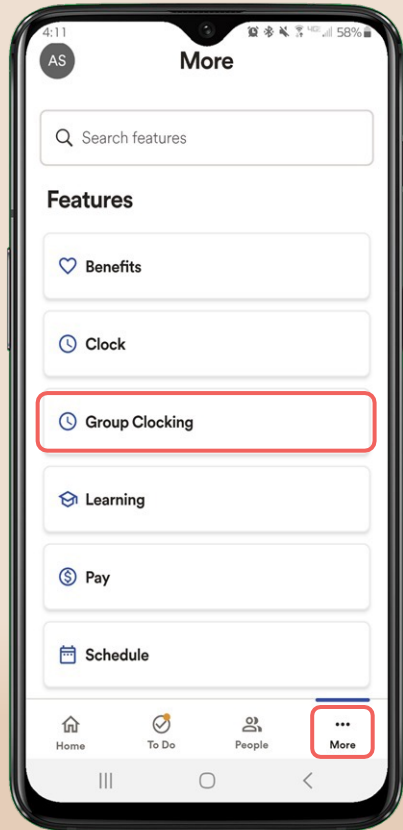 4:11
58%
AS
More
Search features
Features
Benefits
Clock
Group Clocking
Learning
Pay
Schedule
Home
To Do
People
More